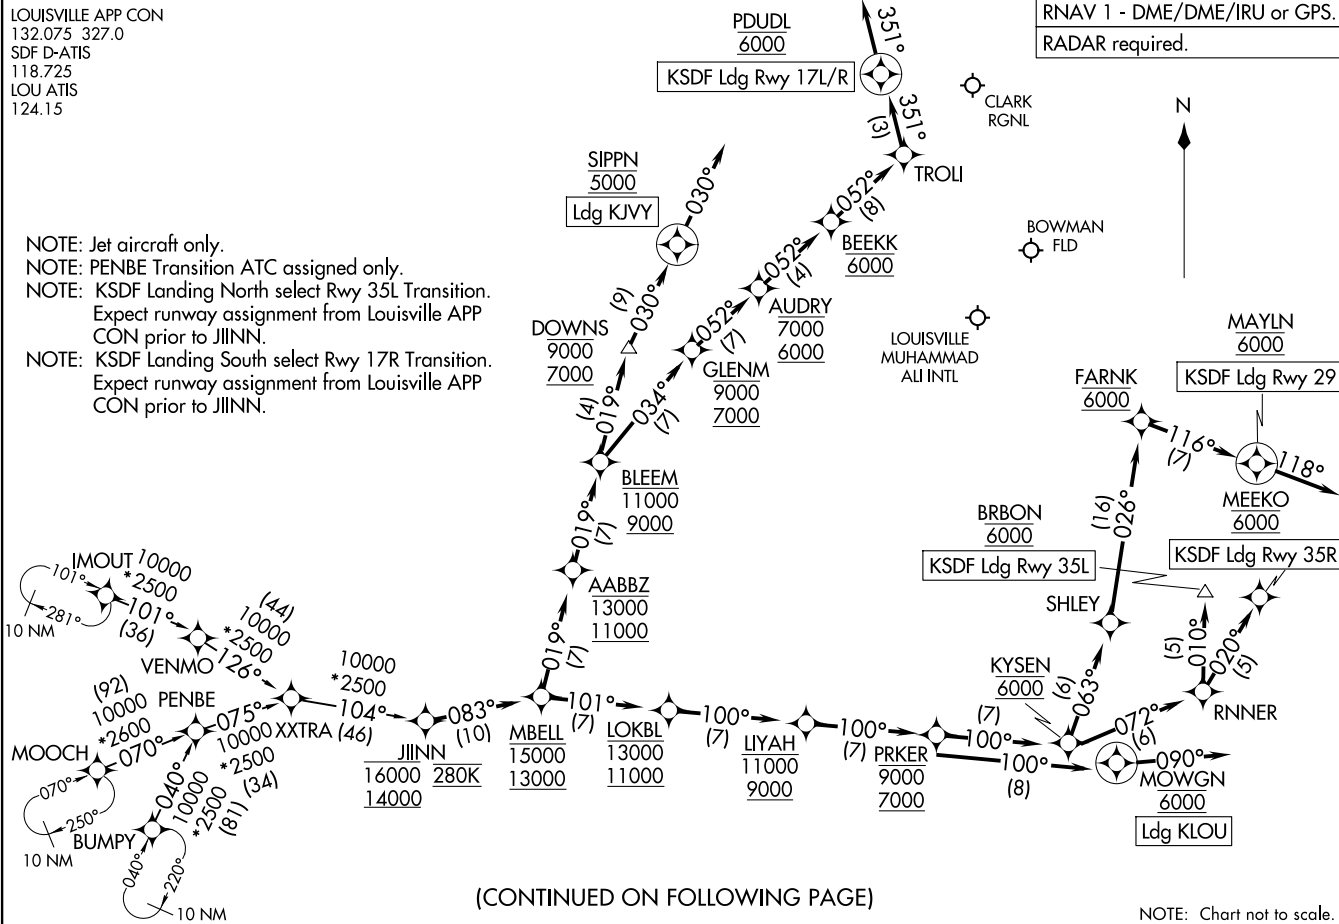 LOUISVILLE APP CON
132.075 327.0
SDF D-ATIS
118.725
LOU ATIS
124.15
RNAV 1 - DME/DME/IRU or GPS.
RADAR required.
NOTE: Jet aircraft only.
NOTE: PENBE Transition ATC assigned only.
NOTE: KSDF Landing North select Rwy 35L Transition.
Expect runway assignment from Louisville APP
CON prior to JIINN.
NOTE: KSDF Landing South select Rwy 17R Transition.
Expect runway assignment from Louisville APP
CON prior to JIINN.
PDUDL
6000
KSDF Ldg Rwy 17L/R
351°
351°
(3)
TROLI
CLARK
RGNL
N
SIPPN
5000
Ldg KJVY
030°
052°
(8)
BEEKK
6000
BOWMAN
FLD
052°
(4)
AUDRY
7000
6000
LOUISVILLE
MUHAMMAD
ALI INTL
(9)
030°
DOWNS
9000
7000
052°
(7)
GLENM
9000
7000
(4)
019°
034°
(7)
BLEEM
11000
9000
019°
(7)
AABBZ
13000
11000
019°
(7)
MAYLN
6000
KSDF Ldg Rwy 29
FARNK
6000
116°
(7)
118°
MEEKO
6000
KSDF Ldg Rwy 35R
BRBON
6000
KSDF Ldg Rwy 35L
(16)
026°
SHLEY
(5)
010°
020°
(5)
RNNER
KYSEN
6000
(6)
063°
072°
(6)
IMOUT
10000
*2500
101°
281°
10 NM
101°
(36)
VENMO
(44)
10000
*2500
126°
10000
*2500
XXTRA
104°
(46)
JIINN
16000
14000
280K
083°
(10)
MBELL
15000
13000
101°
(7)
LOKBL
13000
11000
100°
(7)
LIYAH
11000
9000
100°
(7)
PRKER
9000
7000
(7)
100°
100°
(8)
090°
MOWGN
6000
Ldg KLOU
(92)
10000
*2600
MOOCH
070°
PENBE
075°
10000
*2500
(34)
070°
250°
10 NM
040°
10000
*2500
(81)
BUMPY
040°
220°
10 NM
(CONTINUED ON FOLLOWING PAGE)
NOTE: Chart not to scale.